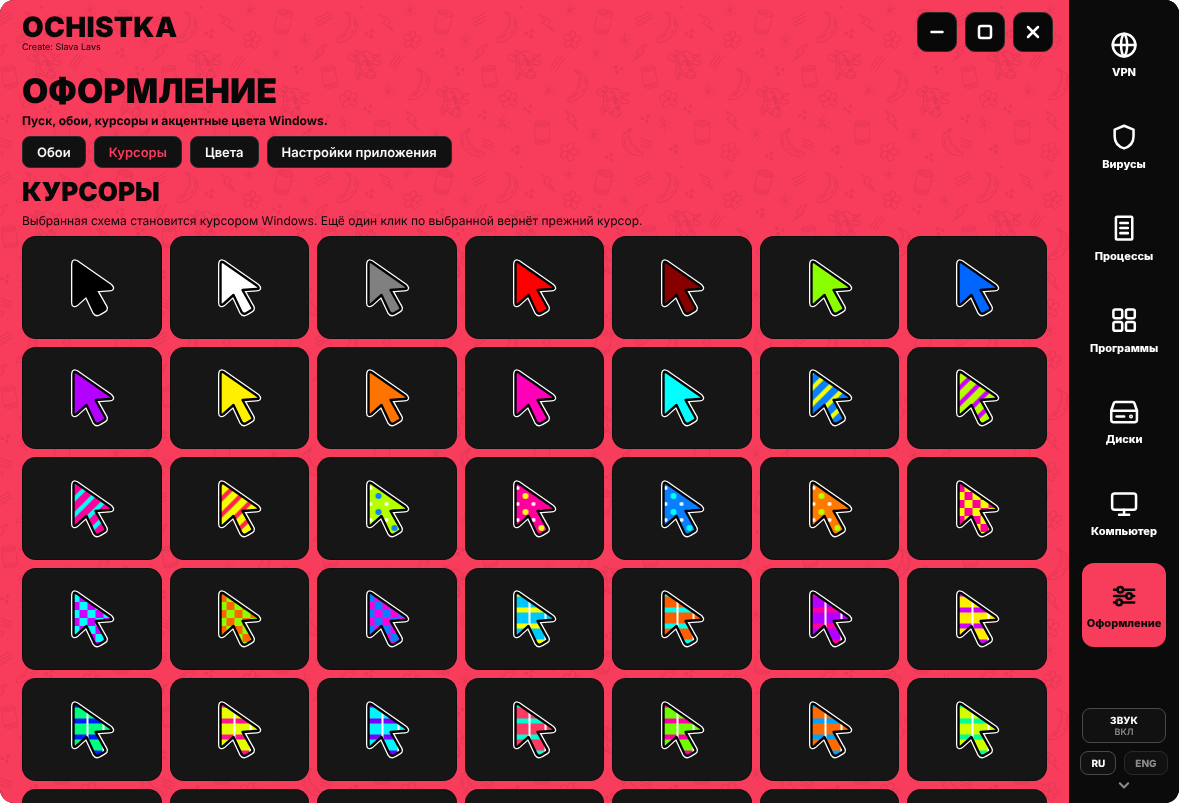 OCHISTKA
Create: Slava Lavs
ОФОРМЛЕНИЕ
Пуск, обои, курсоры и акцентные цвета Windows.
Обои
Курсоры
Цвета
Настройки приложения
КУРСОРЫ
Выбранная схема становится курсором Windows. Ещё один клик по выбранной вернёт прежний курсор.
VPN
Вирусы
Процессы
Программы
Диски
Компьютер
Оформление
ЗВУК
ВКЛ
RU
ENG